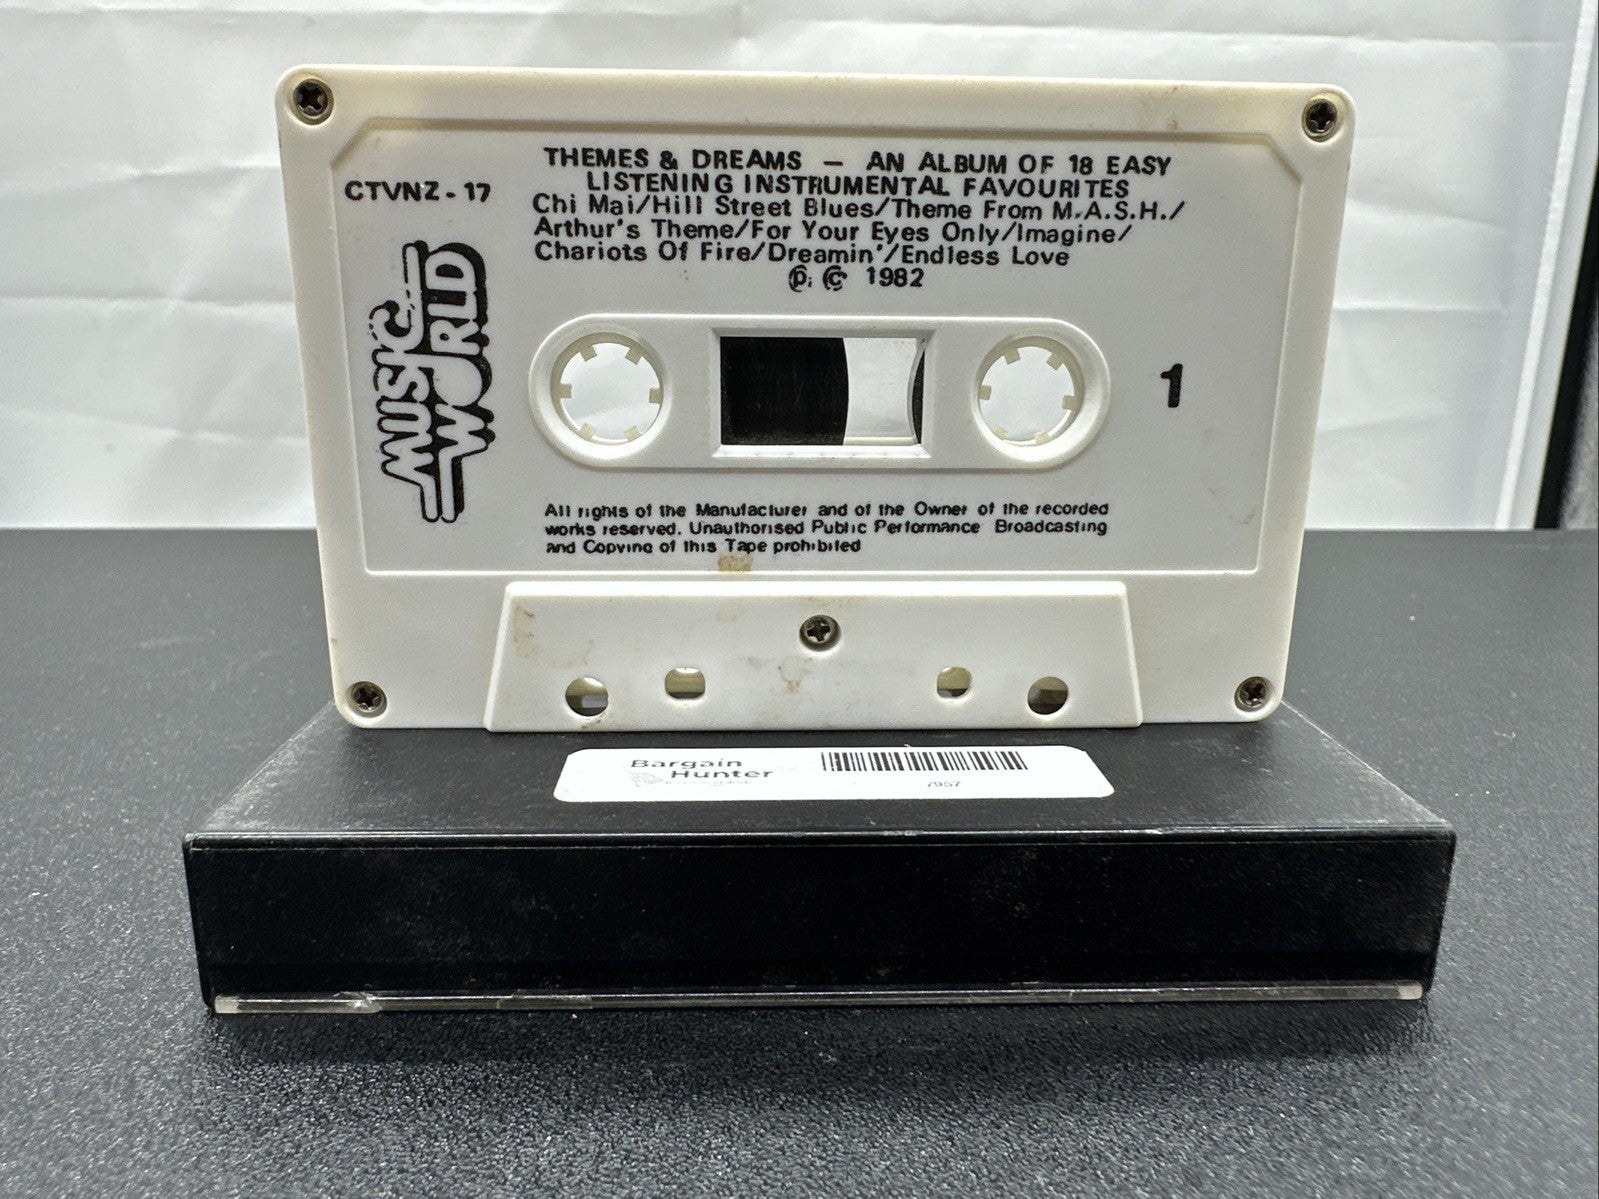 THEMES & DREAMS — AN ALBUM OF 18 EASY
LISTENING INSTRUMENTAL FAVOURITES
CTVNZ - 17
Chi Mai/Hill Street Blues/Theme From M.A.S.H./
Arthur's Theme/For Your Eyes Only/Imagine/
Chariots Of Fire/Dreamin'/Endless Love
℗. © 1982
MUSIC
WORLD
1
All rights of the Manufacturer and of the Owner of the recorded
works reserved. Unauthorised Public Performance Broadcasting
and Copying of this Tape prohibited
Bargain
Hunter
7957